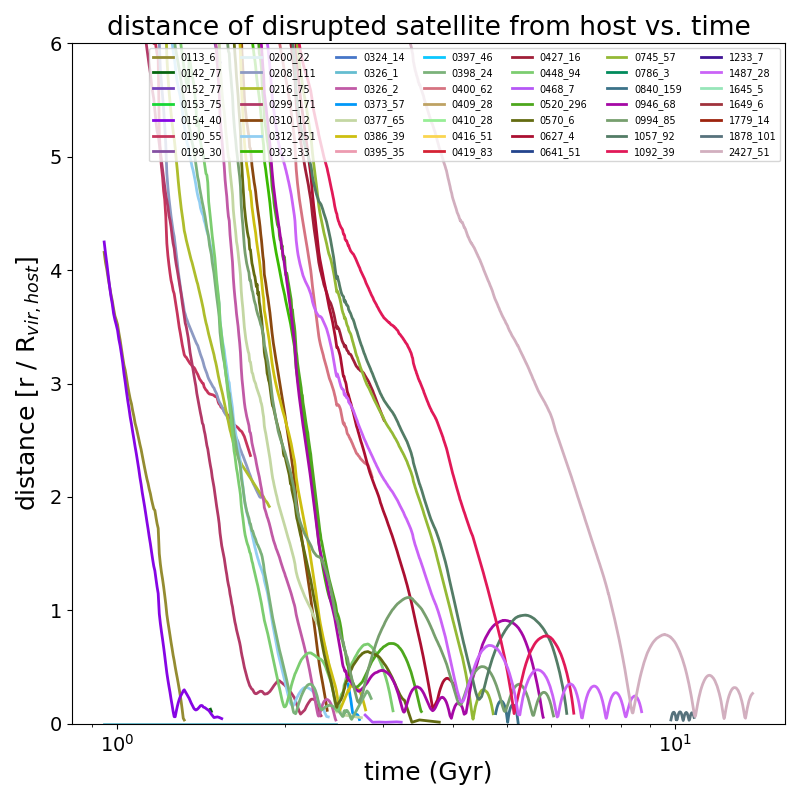 distance of disrupted satellite from host vs. time
0113_6 0200_22 0324_14 0397_46 0427_16 0745_57 1233_7
0142_77 0208_111 0326_1 0398_24 0448_94 0786_3 1487_28
0152_77 0216_75 0326_2 0400_62 0468_7 0840_159 1645_5
0153_75 0299_171 0373_57 0409_28 0520_296 0946_68 1649_6
0154_40 0310_12 0377_65 0410_28 0570_6 0994_85 1779_14
0190_55 0312_251 0386_39 0416_51 0627_4 1057_92 1878_101
0199_30 0323_33 0395_35 0419_83 0641_51 1092_39 2427_51
6
5
4
3
2
1
0
distance [r / R_{vir, host}]
10^0 10^1
time (Gyr)